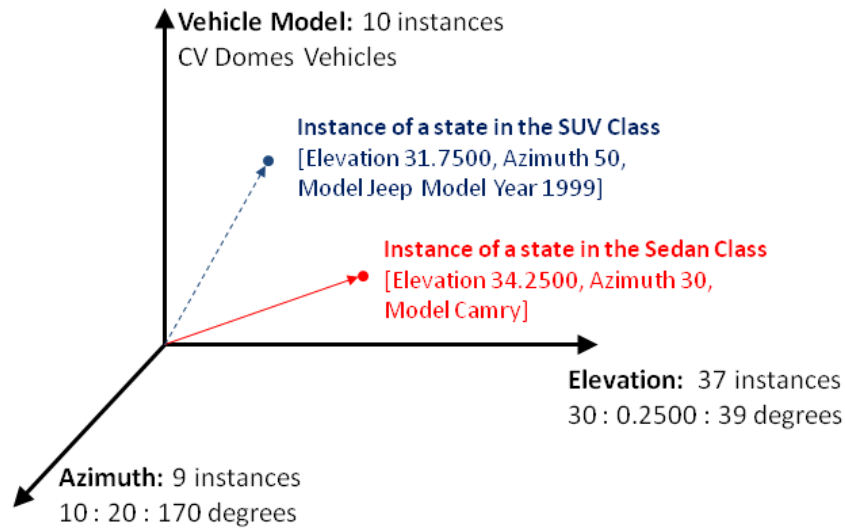 Vehicle Model: 10 instances
CV Domes Vehicles
Instance of a state in the SUV Class
[Elevation 31.7500, Azimuth 50,
Model Jeep Model Year 1999]
Instance of a state in the Sedan Class
[Elevation 34.2500, Azimuth 30,
Model Camry]
Elevation: 37 instances
30 : 0.2500 : 39 degrees
Azimuth: 9 instances
10 : 20 : 170 degrees